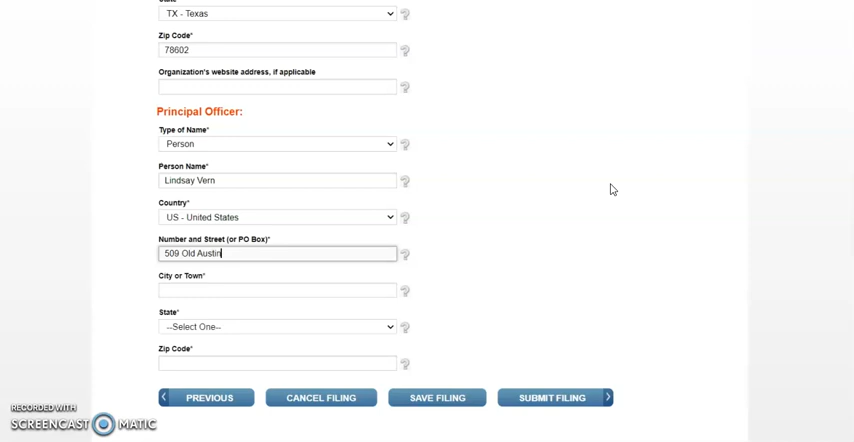 TX - Texas
Zip Code*
78602
Organization's website address, if applicable
Principal Officer:
Type of Name*
Person
Person Name*
Lindsay Vern
Country*
US - United States
Number and Street (or PO Box)*
509 Old Austin
City or Town*
State*
--Select One--
Zip Code*
PREVIOUS
CANCEL FILING
SAVE FILING
SUBMIT FILING
RECORDED WITH
SCREENCAST MATIC